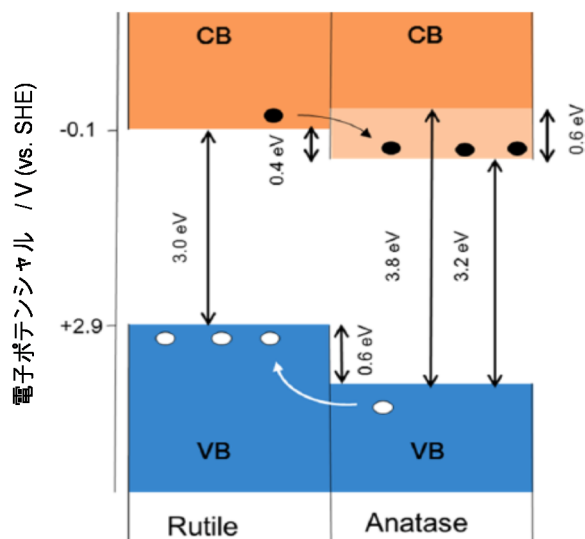 電子ポテンシャル / V (vs. SHE)
CB
CB
-0.1
0.4 eV
0.6 eV
3.0 eV
3.8 eV
3.2 eV
+2.9
0.6 eV
VB
VB
Rutile
Anatase